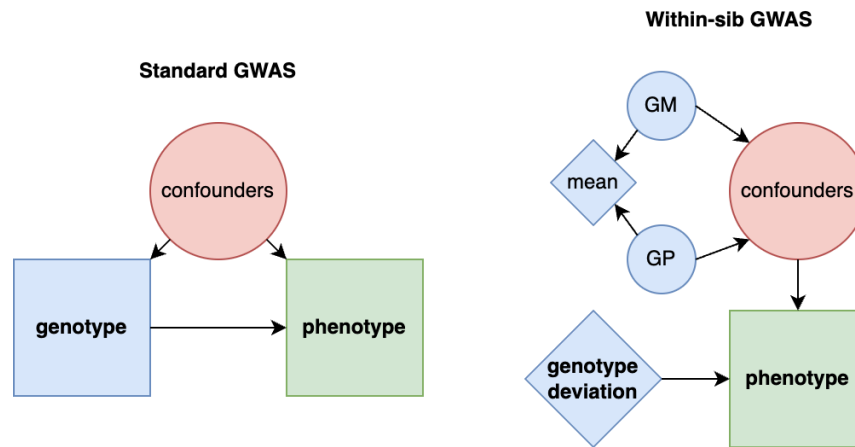 Standard GWAS
confounders
genotype
phenotype
Within-sib GWAS
GM
mean
confounders
GP
genotype
deviation
phenotype